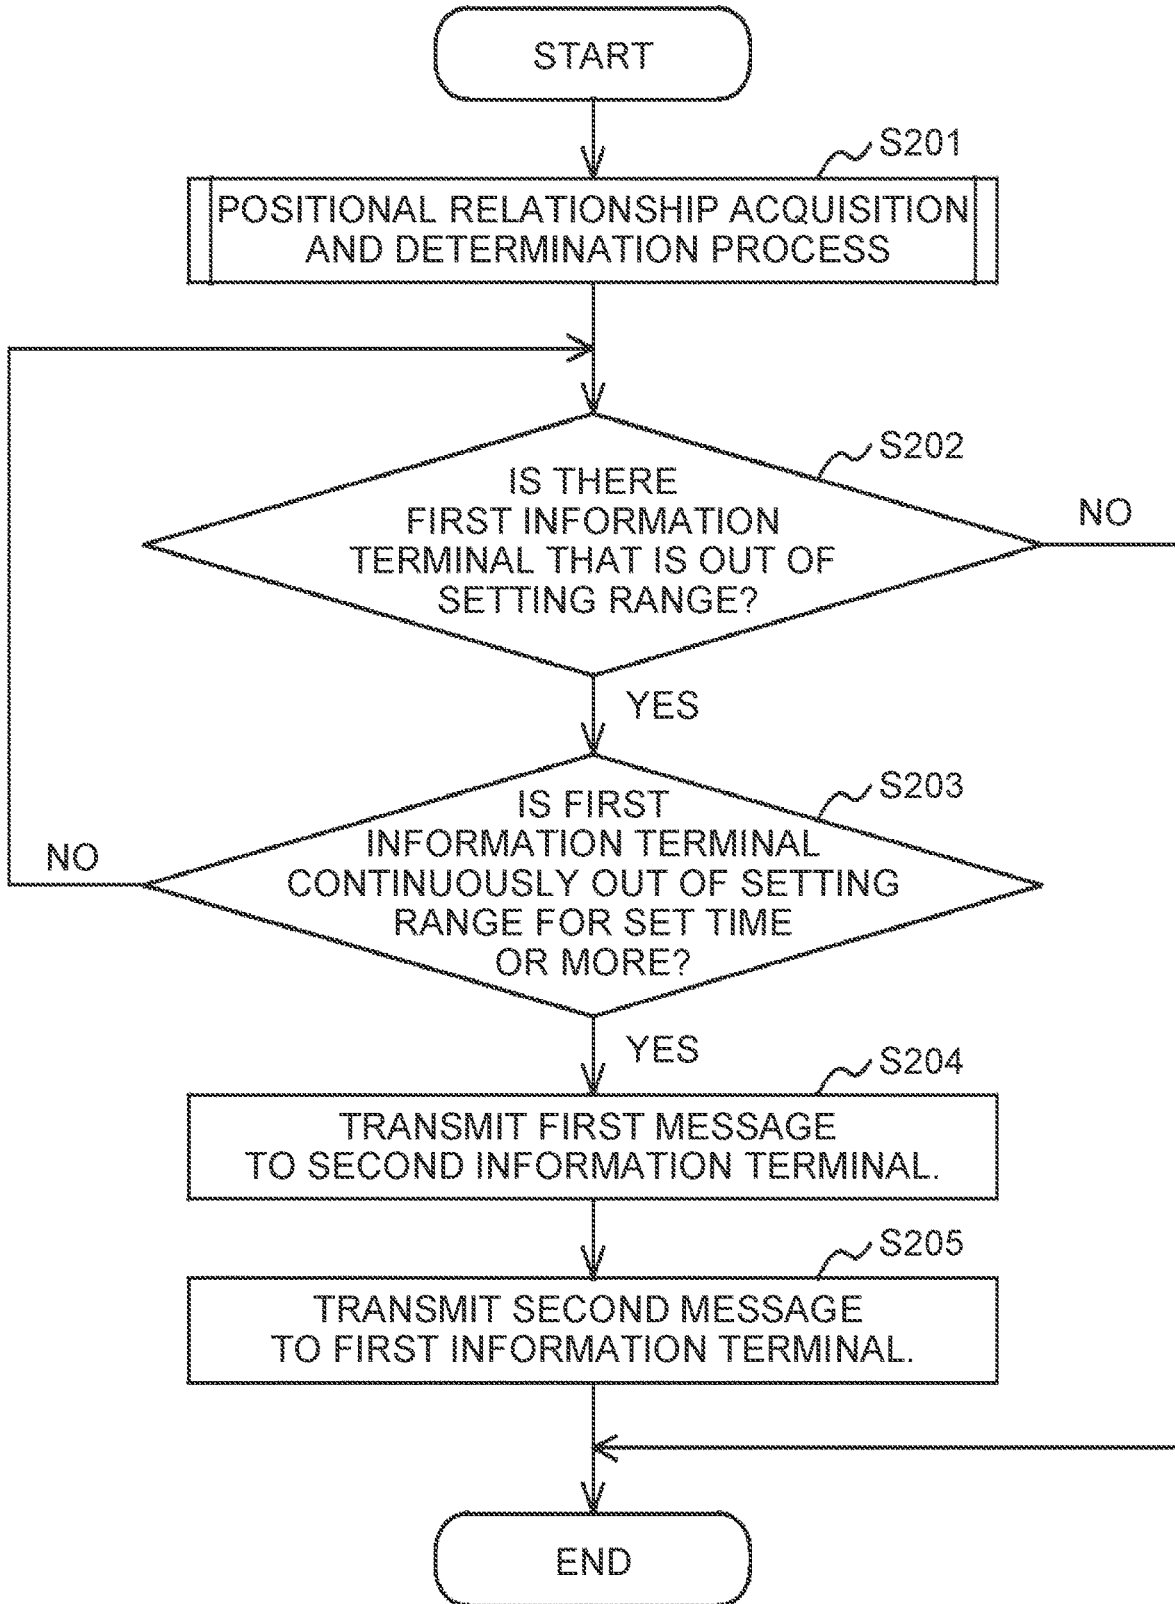 START
S201
POSITIONAL RELATIONSHIP ACQUISITION
AND DETERMINATION PROCESS
S202
IS THERE
FIRST INFORMATION
TERMINAL THAT IS OUT OF
SETTING RANGE?
NO
YES
S203
IS FIRST
INFORMATION TERMINAL
CONTINUOUSLY OUT OF SETTING
RANGE FOR SET TIME
OR MORE?
NO
YES
S204
TRANSMIT FIRST MESSAGE
TO SECOND INFORMATION TERMINAL.
S205
TRANSMIT SECOND MESSAGE
TO FIRST INFORMATION TERMINAL.
END